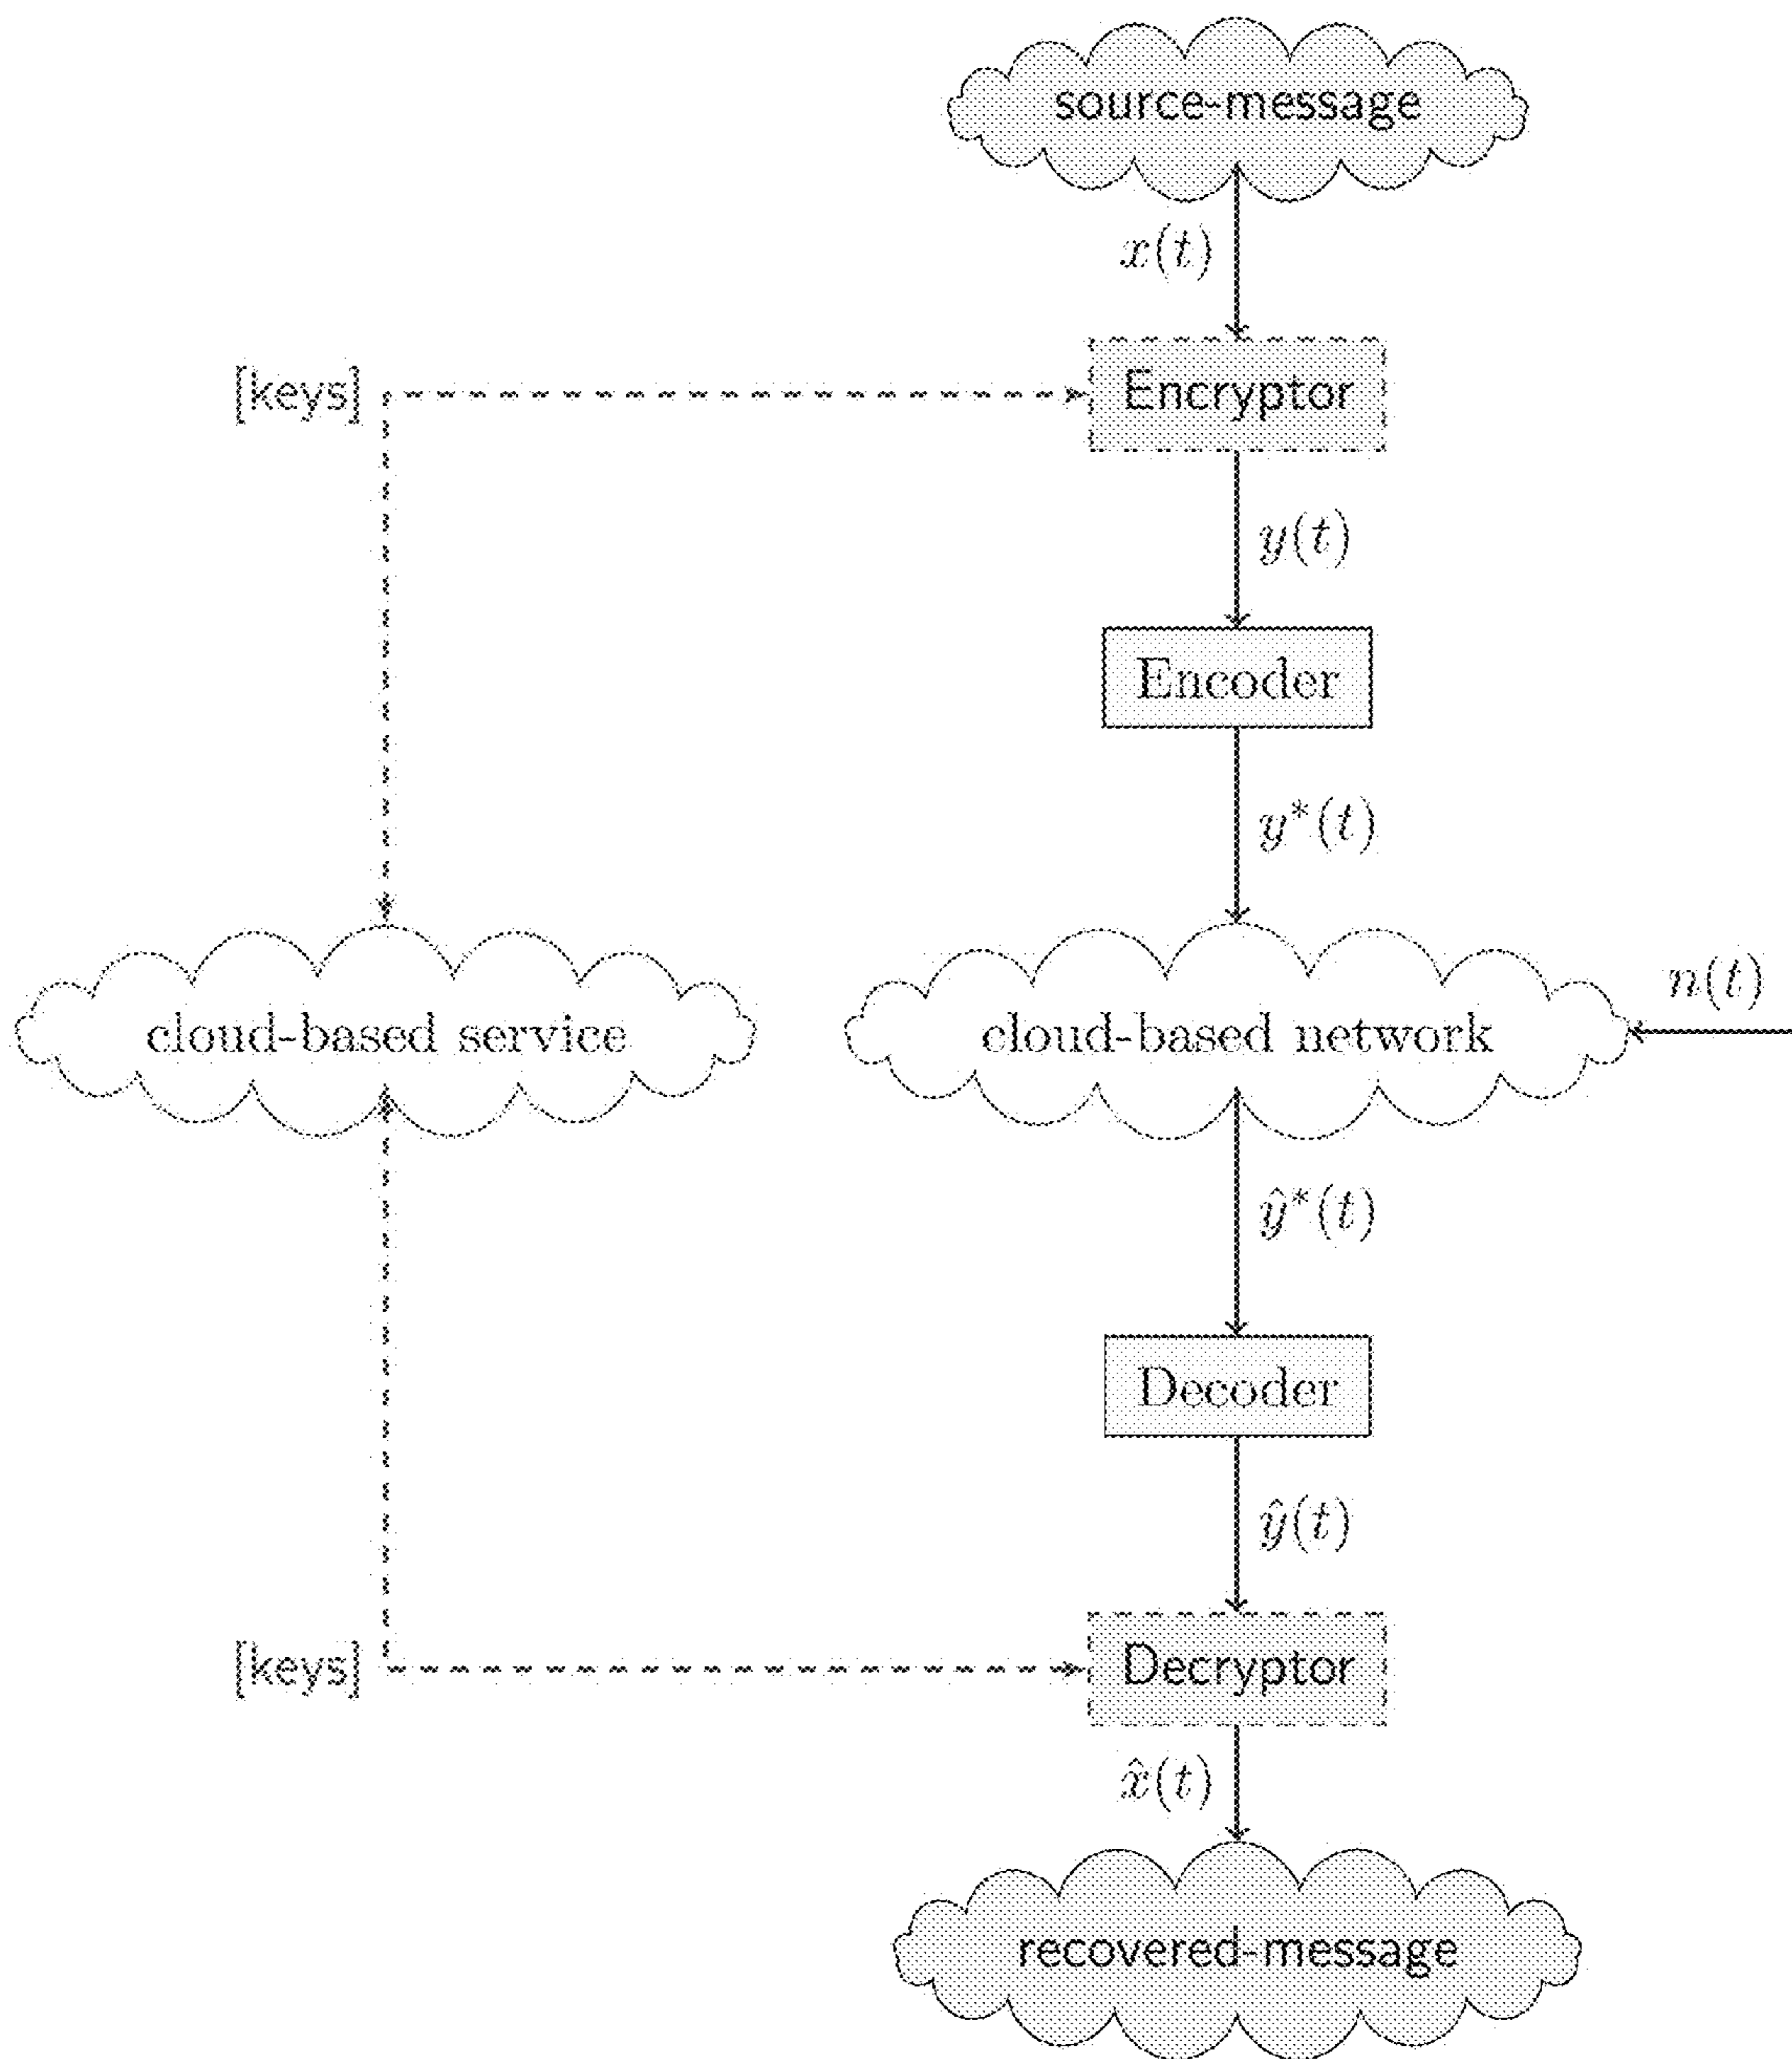 source-message
x(t)
[keys]
Encryptor
y(t)
Encoder
y*(t)
n(t)
cloud-based service
cloud-based network
ŷ*(t)
Decoder
ŷ(t)
[keys]
Decryptor
x̂(t)
recovered-message